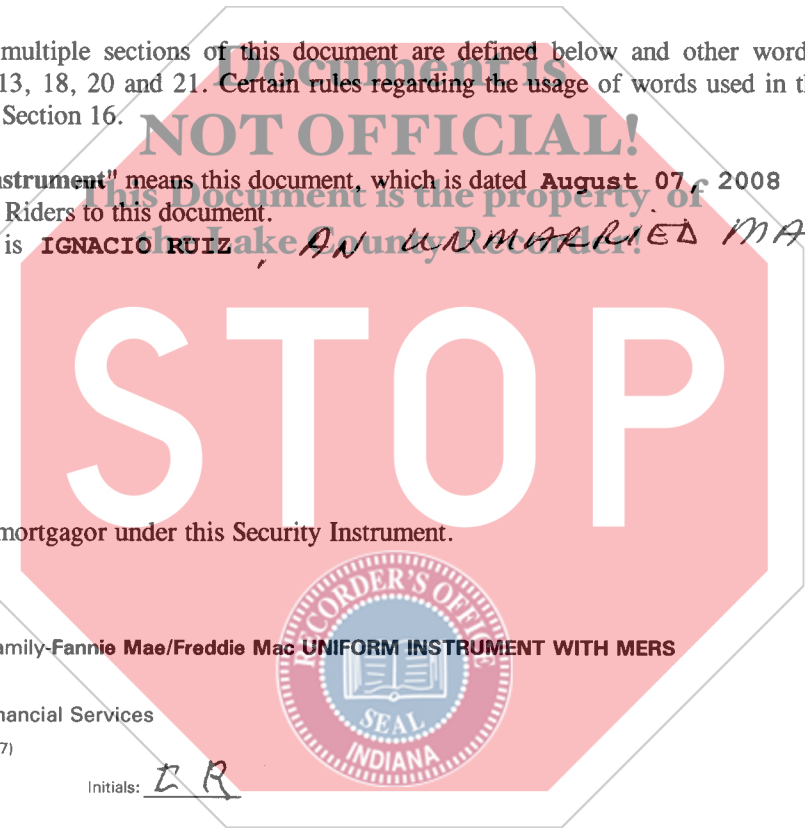 multiple sections of this document are defined below and other word
13, 18, 20 and 21. Certain rules regarding the usage of words used in t
Section 16.
Document is
NOT OFFICIAL!
This Document is the property of
the Lake County Recorder!
nstrument" means this document, which is dated August 07, 2008
Riders to this document.
is IGNACIO RUIZ , AN UNMARRIED MA
STOP
mortgagor under this Security Instrument.
RECORDER'S OFFICE
SEAL
INDIANA
amily-Fannie Mae/Freddie Mac UNIFORM INSTRUMENT WITH MERS
nancial Services
7)
Initials: I R